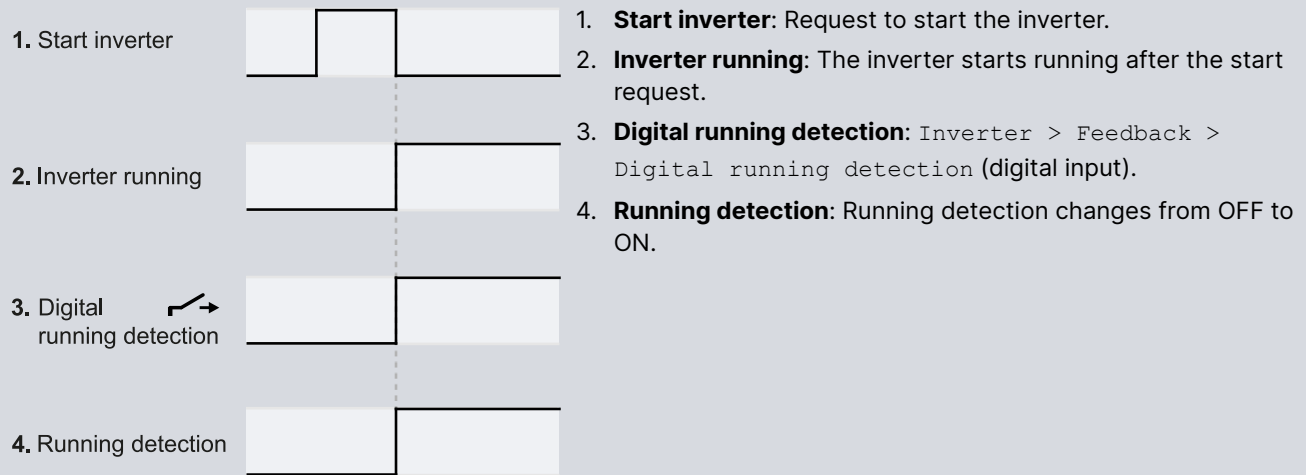 1. Start inverter
2. Inverter running
3. Digital
running detection
4. Running detection
1. Start inverter: Request to start the inverter.
2. Inverter running: The inverter starts running after the start
request.
3. Digital running detection: Inverter > Feedback >
Digital running detection (digital input).
4. Running detection: Running detection changes from OFF to
ON.